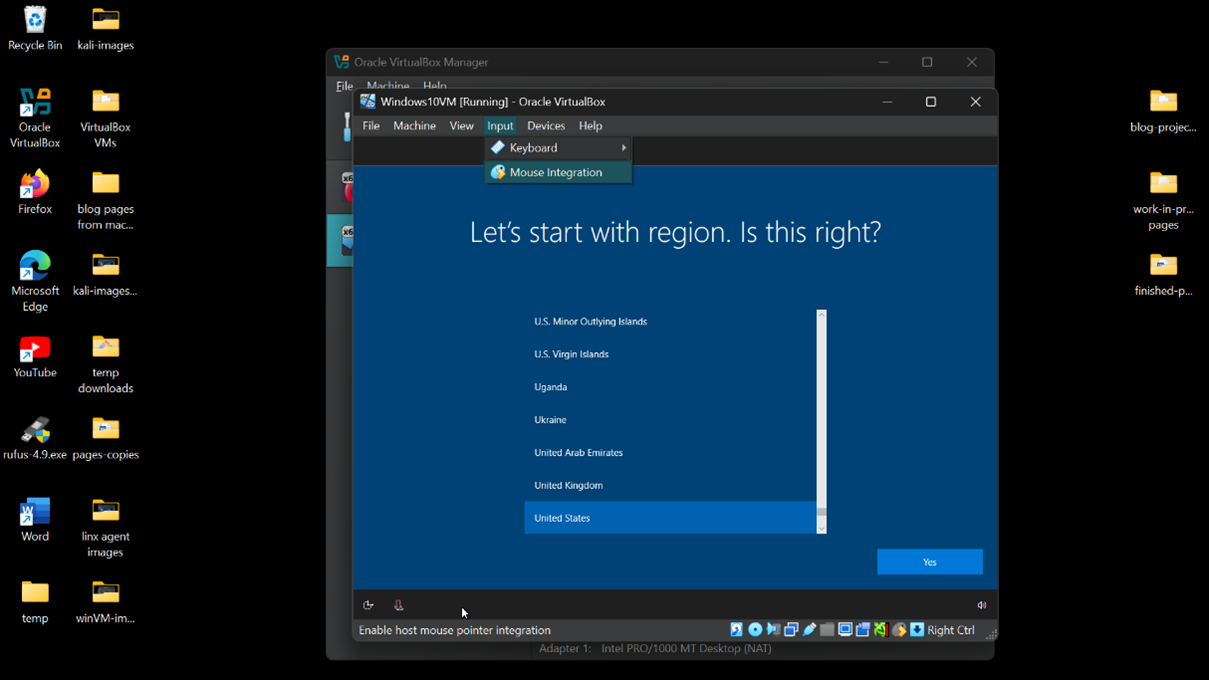 Recycle Bin
kali-images
Oracle
VirtualBox
VirtualBox
VMs
Firefox
blog pages
from mac...
Microsoft
Edge
kali-images...
YouTube
temp
downloads
rufus-4.9.exe
pages-copies
Word
linx agent
images
temp
winVM-im...
Oracle VirtualBox Manager
File Machine Help
Windows10VM [Running] - Oracle VirtualBox
File Machine View Input Devices Help
Keyboard
Mouse Integration
Let's start with region. Is this right?
U.S. Minor Outlying Islands
U.S. Virgin Islands
Uganda
Ukraine
United Arab Emirates
United Kingdom
United States
Yes
Enable host mouse pointer integration
Right Ctrl
Adapter 1: Intel PRO/1000 MT Desktop (NAT)
blog-projec...
work-in-pr...
pages
finished-p...